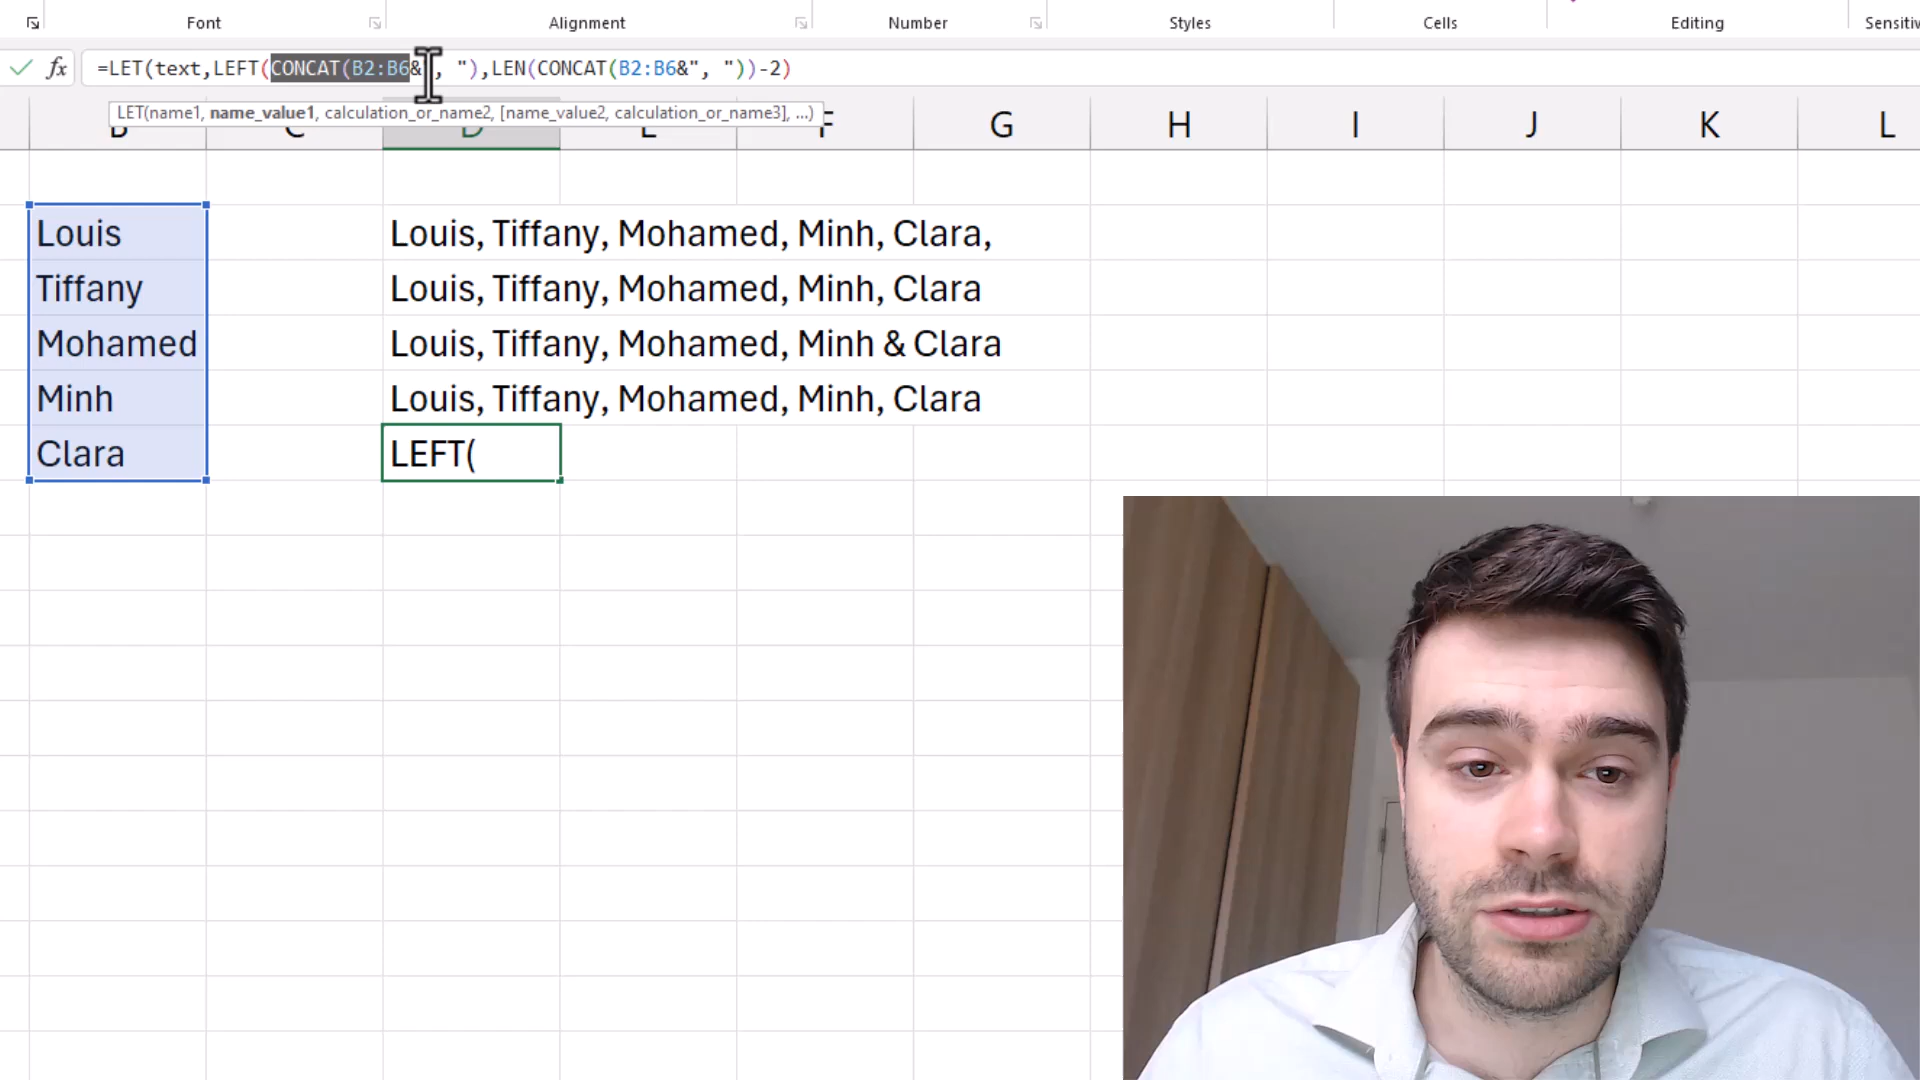 Font Alignment Number Styles Cells Editing Sensitiv
fx =LET(text,LEFT(CONCAT(B2:B6&", "),LEN(CONCAT(B2:B6&", "))-2)
LET(name1, name_value1, calculation_or_name2, [name_value2, calculation_or_name3], ...)
B C D E F G H I J K L
Louis Louis, Tiffany, Mohamed, Minh, Clara,
Tiffany Louis, Tiffany, Mohamed, Minh, Clara
Mohamed Louis, Tiffany, Mohamed, Minh & Clara
Minh Louis, Tiffany, Mohamed, Minh, Clara
Clara LEFT(